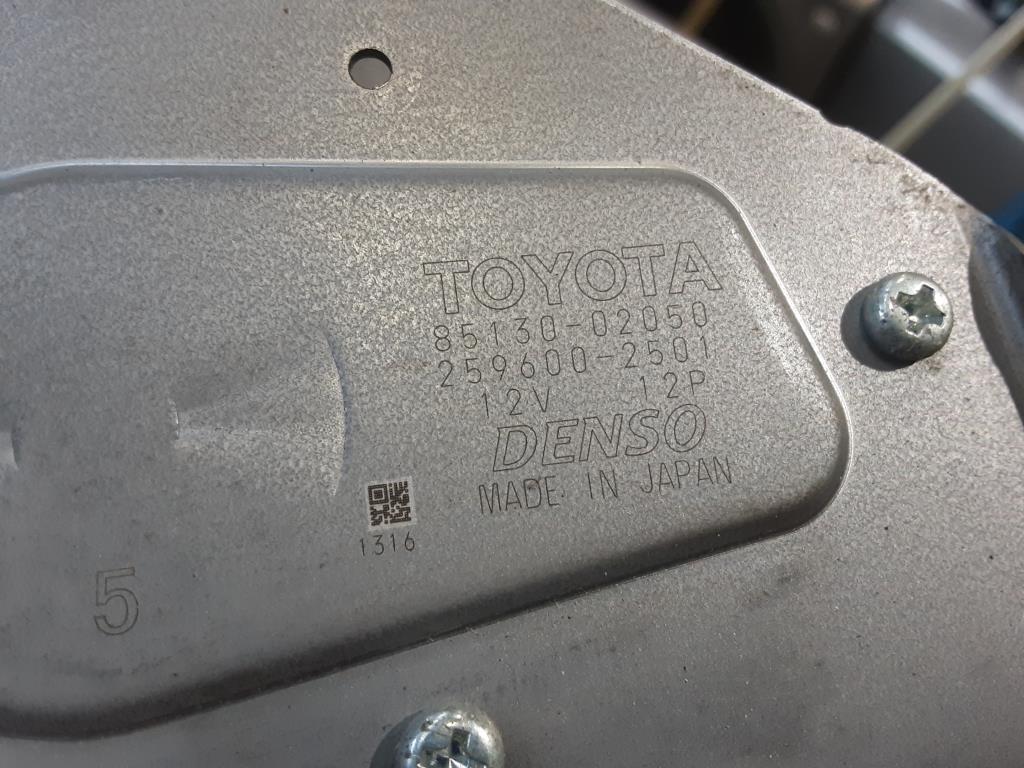 TOYOTA
85130-02050
259600-2501
12V 12P
DENSO
MADE IN JAPAN
1316
5